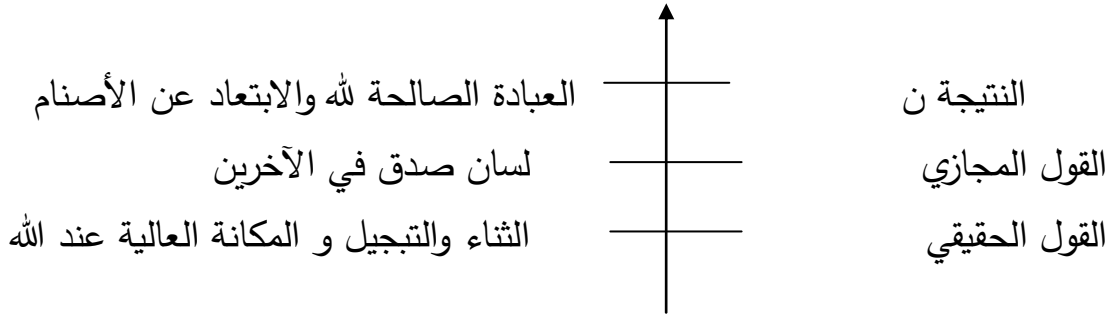 النتيجة ن العبادة الصالحة لله والابتعاد عن الأصنام
القول المجازي لسان صدق في الآخرين
القول الحقيقي الثناء والتبجيل و المكانة العالية عند الله